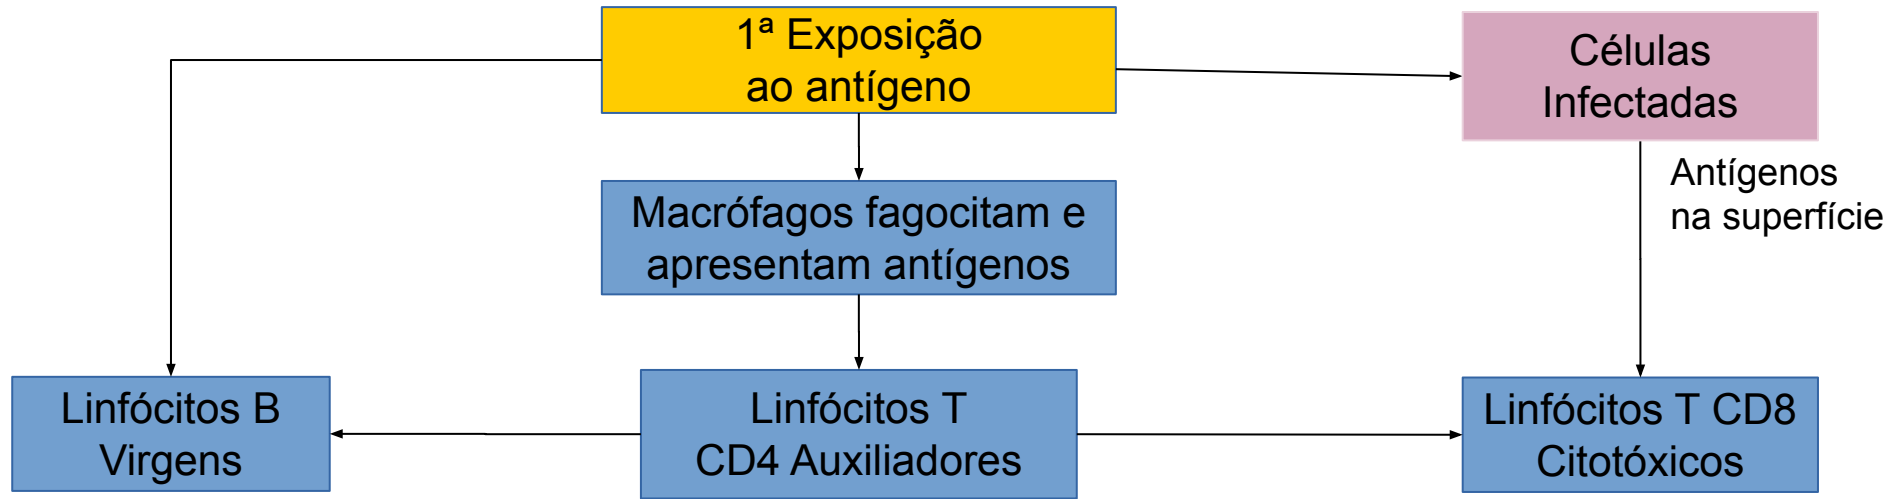 1ª Exposição
ao antígeno
Células
Infectadas
Antígenos
na superfície
Macrófagos fagocitam e
apresentam antígenos
Linfócitos B
Virgens
Linfócitos T
CD4 Auxiliadores
Linfócitos T CD8
Citotóxicos